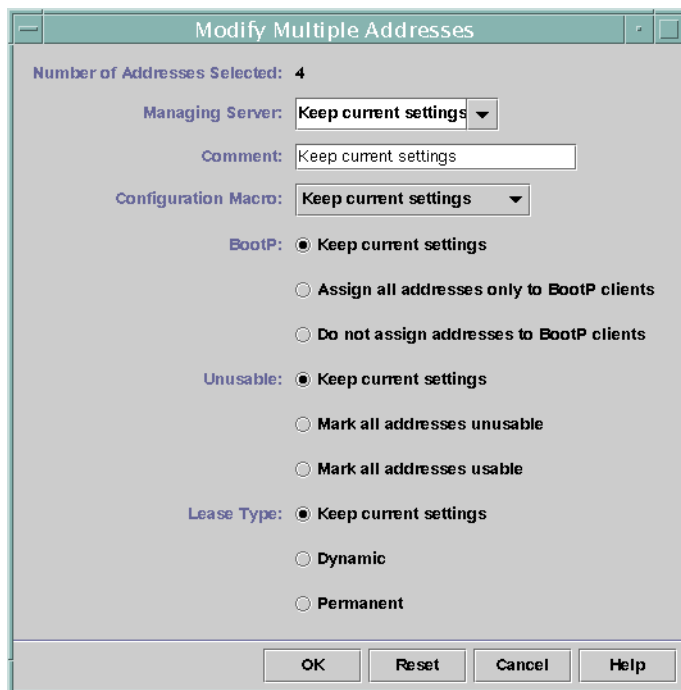 Modify Multiple Addresses
Number of Addresses Selected: 4
Managing Server: Keep current settings
Comment: Keep current settings
Configuration Macro: Keep current settings
BootP: Keep current settings
Assign all addresses only to BootP clients
Do not assign addresses to BootP clients
Unusable: Keep current settings
Mark all addresses unusable
Mark all addresses usable
Lease Type: Keep current settings
Dynamic
Permanent
OK Reset Cancel Help